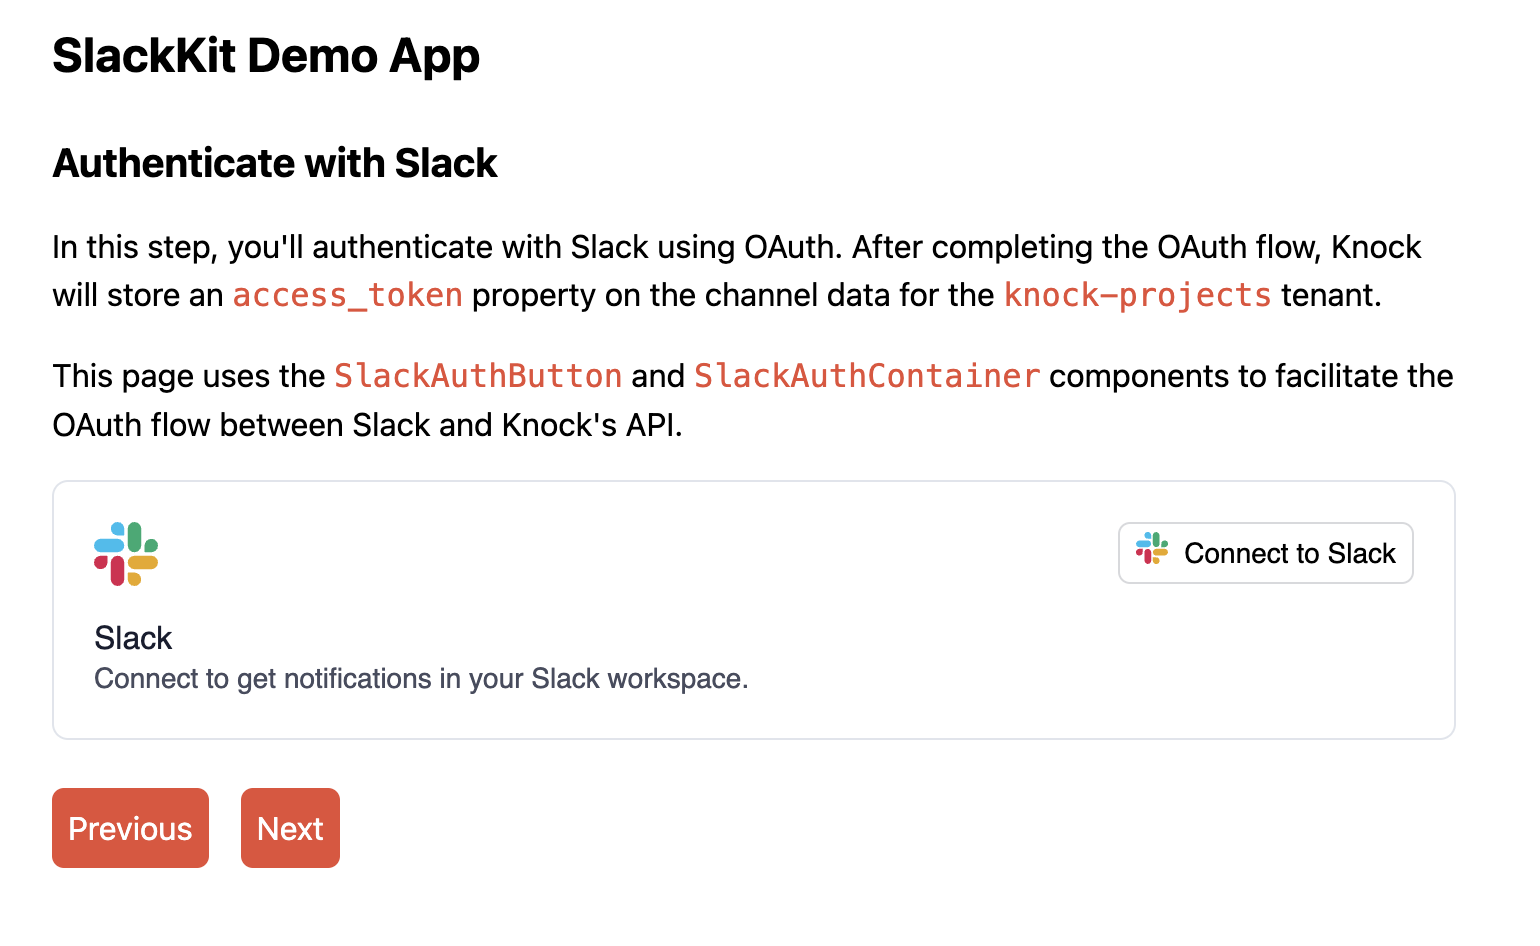 SlackKit Demo App
Authenticate with Slack
In this step, you'll authenticate with Slack using OAuth. After completing the OAuth flow, Knock
will store an access_token property on the channel data for the knock-projects tenant.
This page uses the SlackAuthButton and SlackAuthContainer components to facilitate the
OAuth flow between Slack and Knock's API.
Connect to Slack
Slack
Connect to get notifications in your Slack workspace.
Previous
Next